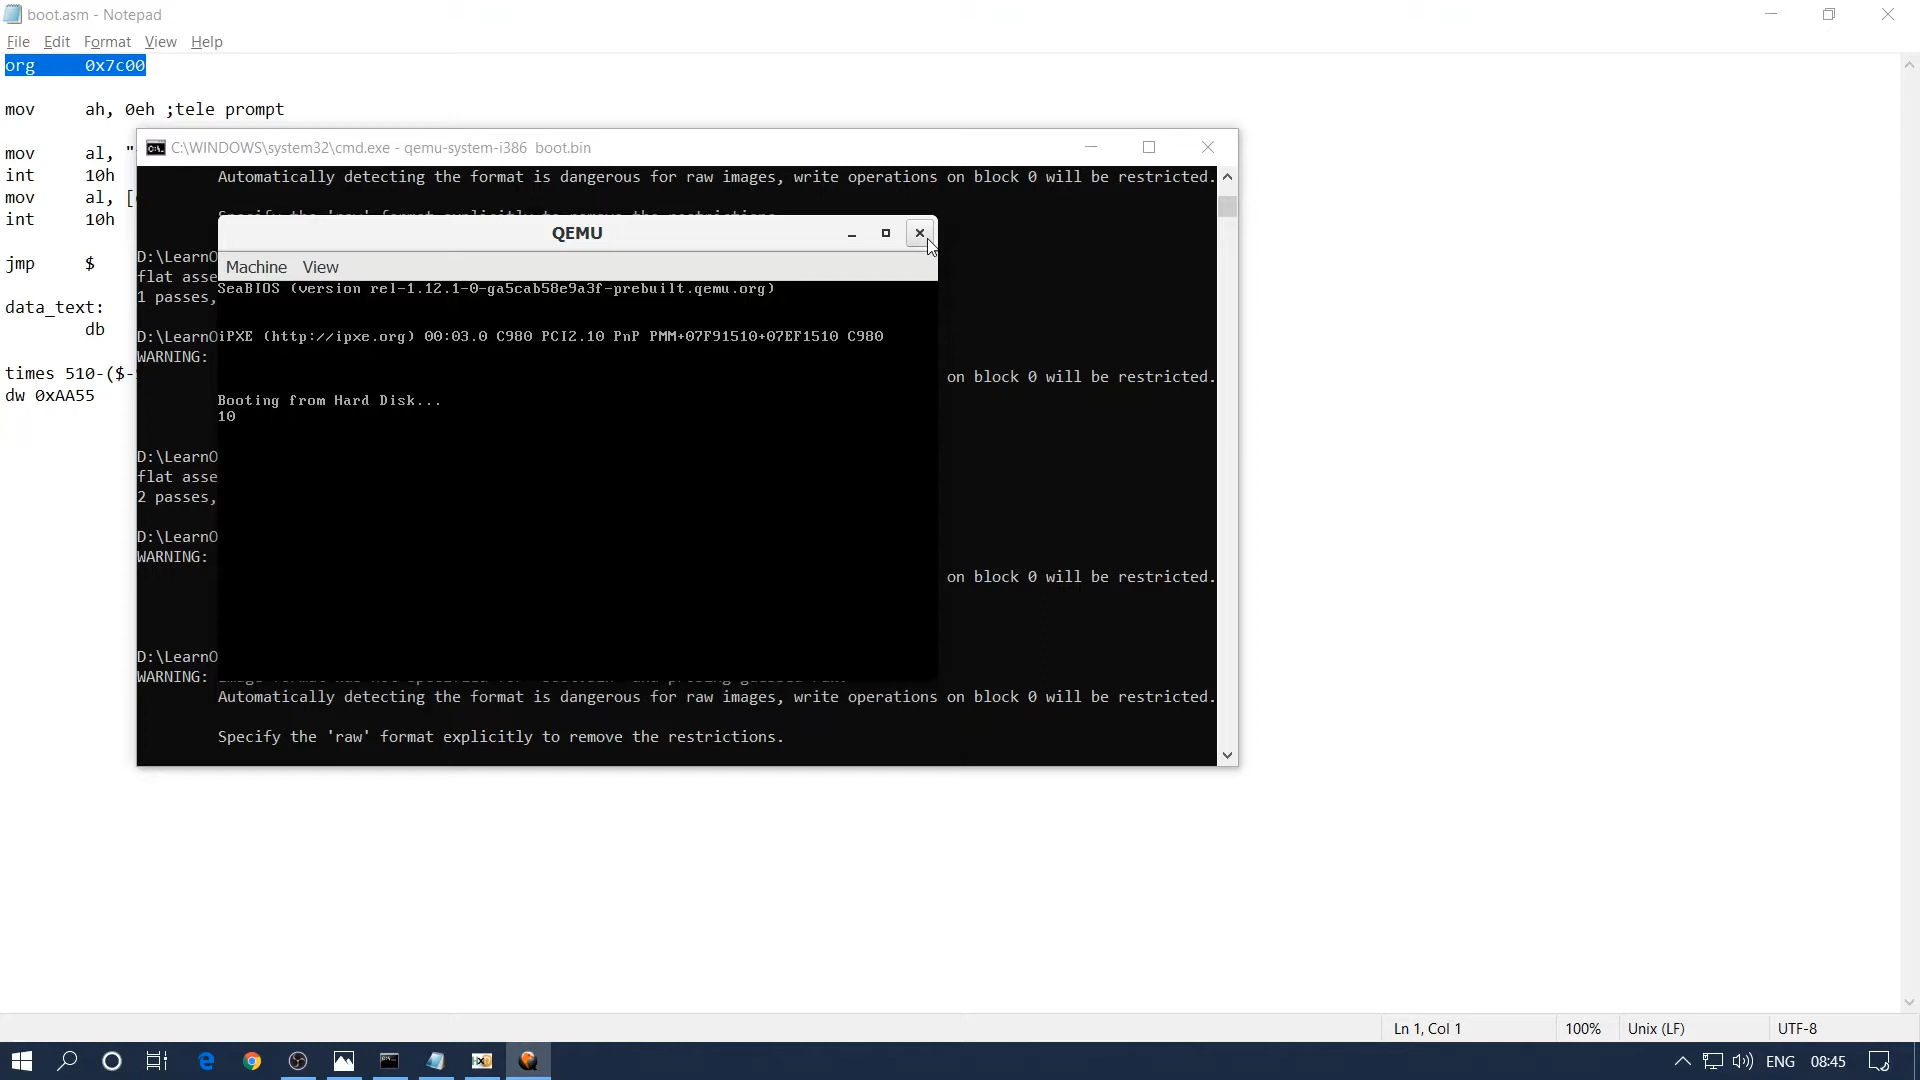 boot.asm - Notepad
File Edit Format View Help
org 0x7c00
mov ah, 0eh ;tele prompt
mov al, "
int 10h
mov al, [
int 10h
jmp $
data_text:
db
times 510-($-
dw 0xAA55
C:\WINDOWS\system32\cmd.exe - qemu-system-i386 boot.bin
Automatically detecting the format is dangerous for raw images, write operations on block 0 will be restricted.
D:\LearnO
flat asse
1 passes,
D:\LearnO
WARNING:
on block 0 will be restricted.
D:\LearnO
flat asse
2 passes,
D:\LearnO
WARNING:
on block 0 will be restricted.
D:\LearnO
WARNING:
Automatically detecting the format is dangerous for raw images, write operations on block 0 will be restricted.
Specify the 'raw' format explicitly to remove the restrictions.
QEMU
Machine View
SeaBIOS (version rel-1.12.1-0-ga5cab58e9a3f-prebuilt.qemu.org)
iPXE (http://ipxe.org) 00:03.0 C980 PCI2.10 PnP PMM+07F91510+07EF1510 C980
Booting from Hard Disk...
10
Ln 1, Col 1
100%
Unix (LF)
UTF-8
ENG
08:45